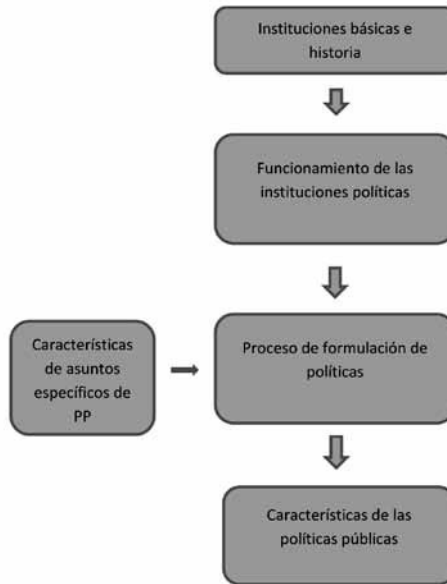 Instituciones básicas e
historia
Funcionamiento de las
instituciones políticas
Características
de asuntos
específicos de
PP
Proceso de formulación de
políticas
Características de las
políticas públicas